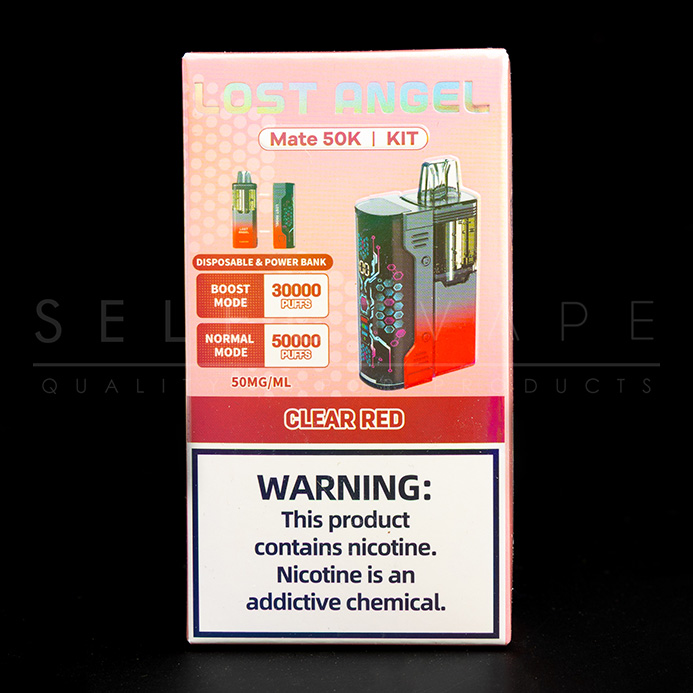 LOST ANGEL
Mate 50K | KIT
DISPOSABLE & POWER BANK
BOOST MODE
30000 PUFFS
NORMAL MODE
50000 PUFFS
50MG/ML
CLEAR RED
WARNING:
This product
contains nicotine.
Nicotine is an
addictive chemical.